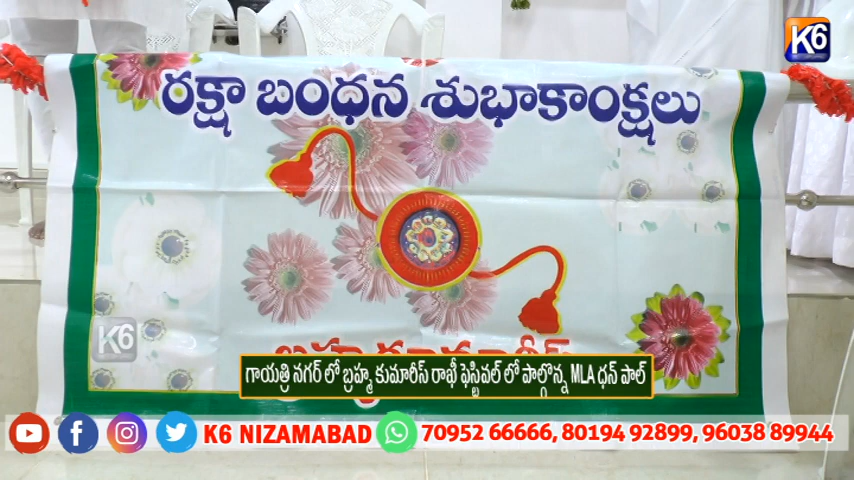 K6
రక్షా బంధన శుభాకాంక్షలు
K6
గాయత్రి నగర్ లో బ్రహ్మ కుమారీస్ రాఖీ ఫెస్టివల్ లో పాల్గొన్న MLA ధన్ పాల్
K6 NIZAMABAD 70952 66666, 80194 92899, 96038 89944